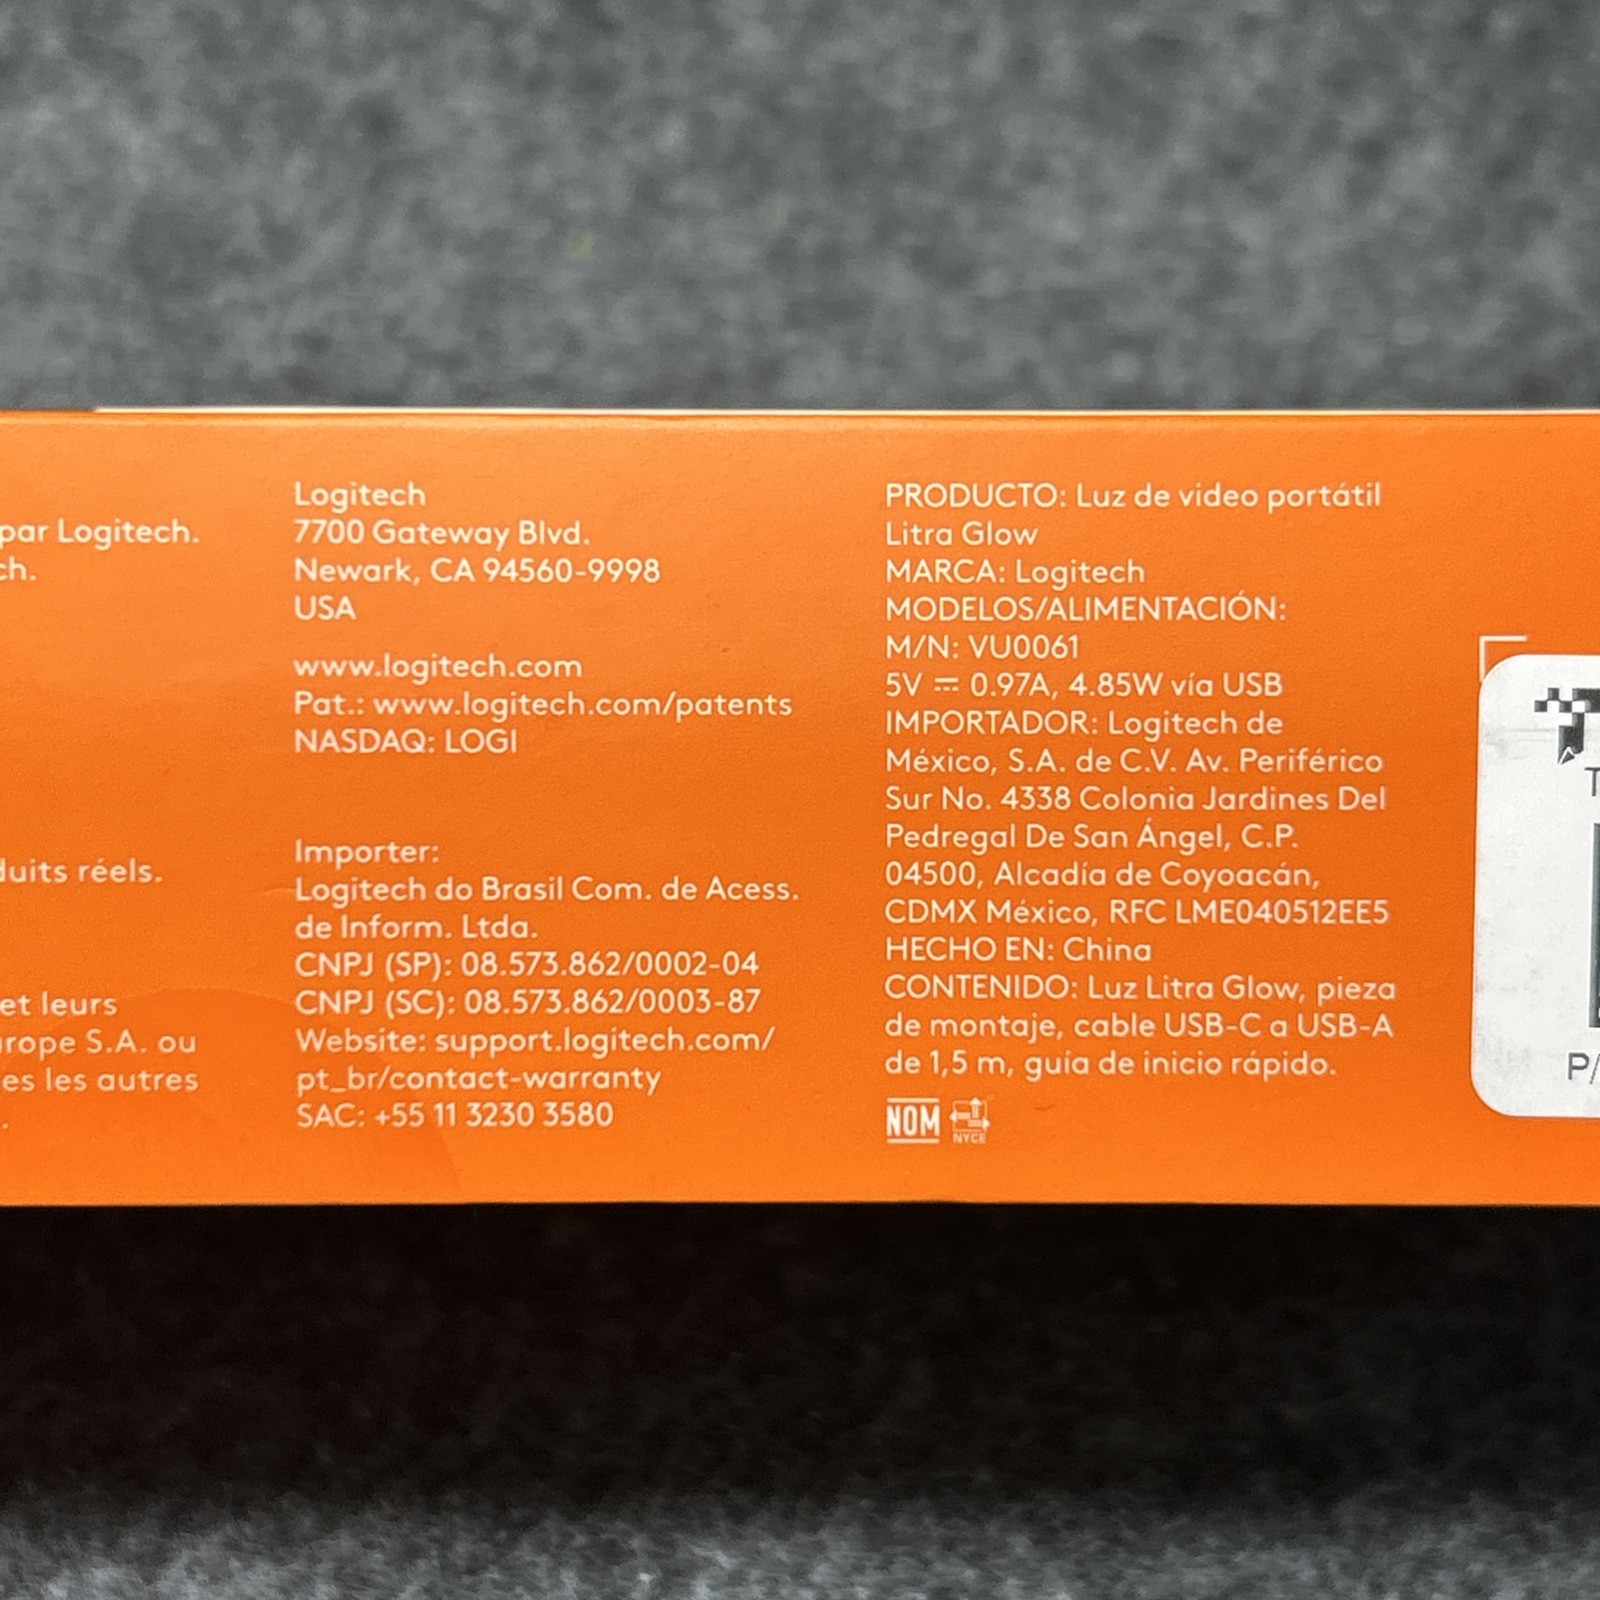 par Logitech.
ch.
duits réels.
et leurs
urope S.A. ou
es les autres
.
Logitech
7700 Gateway Blvd.
Newark, CA 94560-9998
USA
www.logitech.com
Pat.: www.logitech.com/patents
NASDAQ: LOGI
Importer:
Logitech do Brasil Com. de Acess.
de Inform. Ltda.
CNPJ (SP): 08.573.862/0002-04
CNPJ (SC): 08.573.862/0003-87
Website: support.logitech.com/
pt_br/contact-warranty
SAC: +55 11 3230 3580
PRODUCTO: Luz de video portátil
Litra Glow
MARCA: Logitech
MODELOS/ALIMENTACIÓN:
M/N: VU0061
5V ⎓ 0.97A, 4.85W vía USB
IMPORTADOR: Logitech de
México, S.A. de C.V. Av. Periférico
Sur No. 4338 Colonia Jardines Del
Pedregal De San Ángel, C.P.
04500, Alcadía de Coyoacán,
CDMX México, RFC LME040512EE5
HECHO EN: China
CONTENIDO: Luz Litra Glow, pieza
de montaje, cable USB-C a USB-A
de 1,5 m, guía de inicio rápido.
NOM NYCE
T
P/